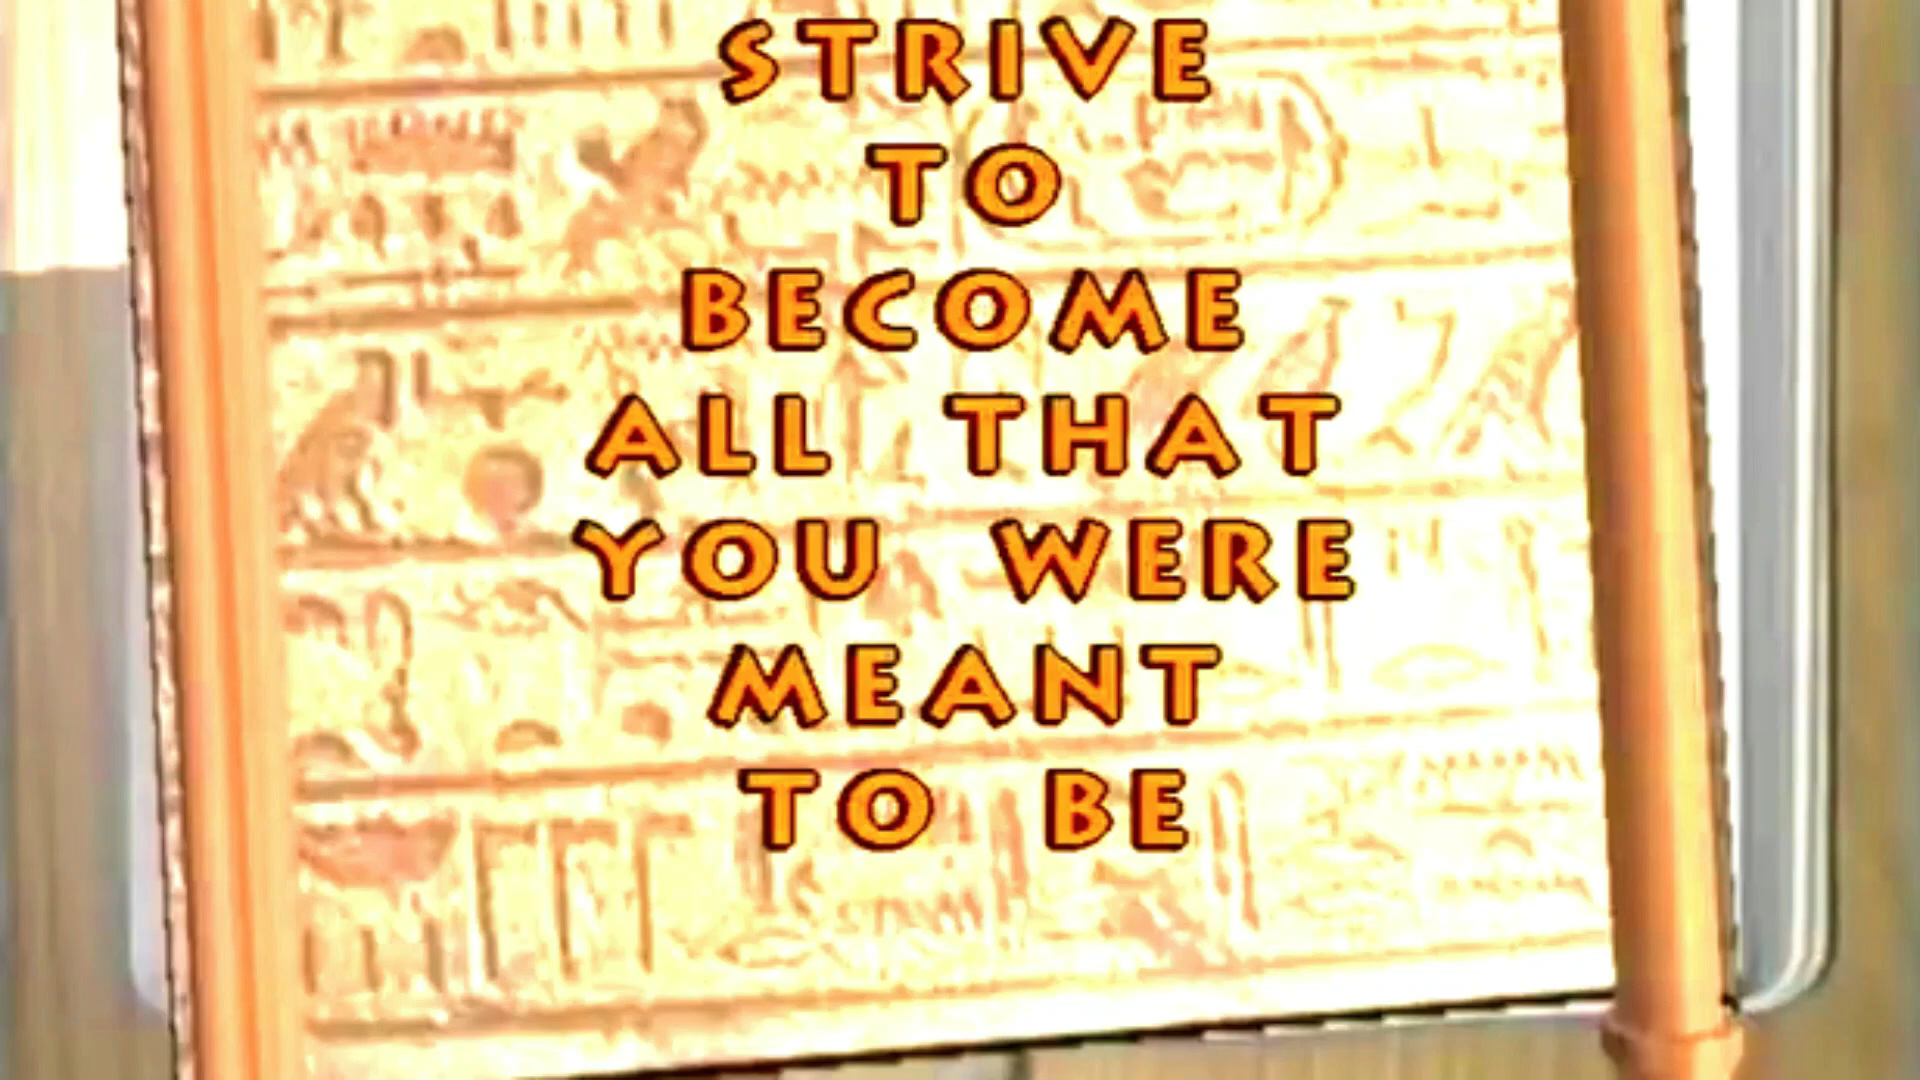 STRIVE
TO
BECOME
ALL THAT
YOU WERE
MEANT
TO BE